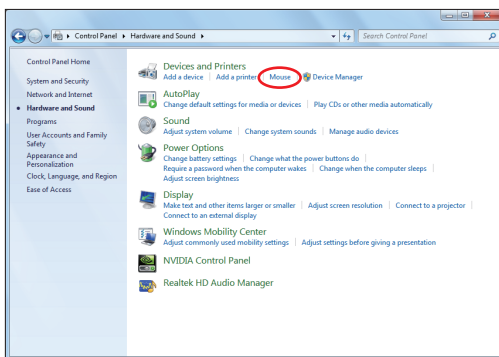 Control Panel ▸ Hardware and Sound ▸
Search Control Panel
Control Panel Home
System and Security
Network and Internet
Hardware and Sound
Programs
User Accounts and Family
Safety
Appearance and
Personalization
Clock, Language, and Region
Ease of Access
Devices and Printers
Add a device | Add a printer | Mouse | Device Manager
AutoPlay
Change default settings for media or devices | Play CDs or other media automatically
Sound
Adjust system volume | Change system sounds | Manage audio devices
Power Options
Change battery settings | Change what the power buttons do |
Require a password when the computer wakes | Change when the computer sleeps |
Adjust screen brightness
Display
Make text and other items larger or smaller | Adjust screen resolution | Connect to a projector |
Connect to an external display
Windows Mobility Center
Adjust commonly used mobility settings | Adjust settings before giving a presentation
NVIDIA Control Panel
Realtek HD Audio Manager